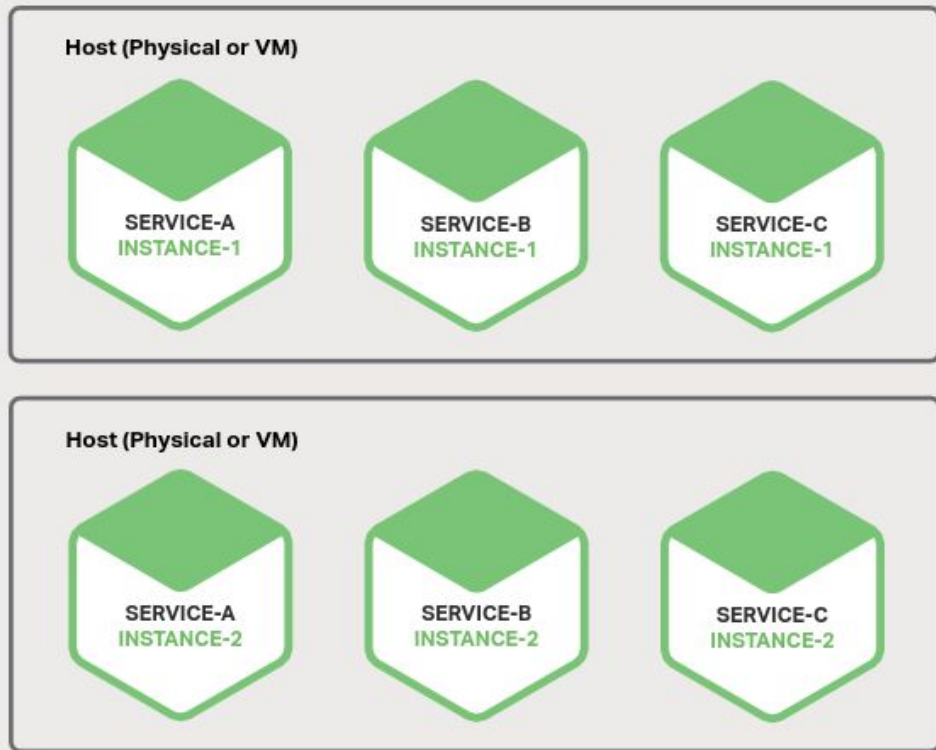 Host (Physical or VM)
SERVICE-A
INSTANCE-1
SERVICE-B
INSTANCE-1
SERVICE-C
INSTANCE-1
Host (Physical or VM)
SERVICE-A
INSTANCE-2
SERVICE-B
INSTANCE-2
SERVICE-C
INSTANCE-2